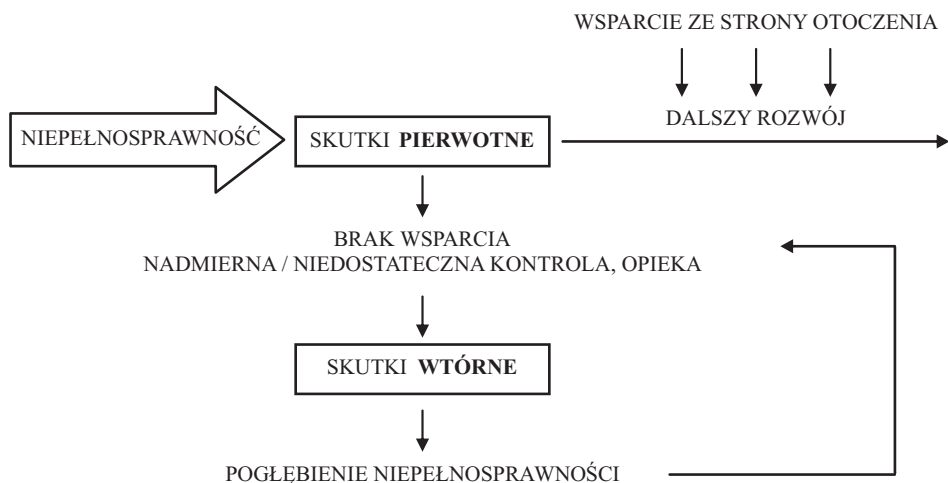 WSPARCIE ZE STRONY OTOCZENIA
NIEPEŁNOSPRAWNOŚĆ
SKUTKI PIERWOTNE
DALSZY ROZWÓJ
BRAK WSPARCIA
NADMIERNA / NIEDOSTATECZNA KONTROLA, OPIEKA
SKUTKI WTÓRNE
POGŁĘBIENIE NIEPEŁNOSPRAWNOŚCI